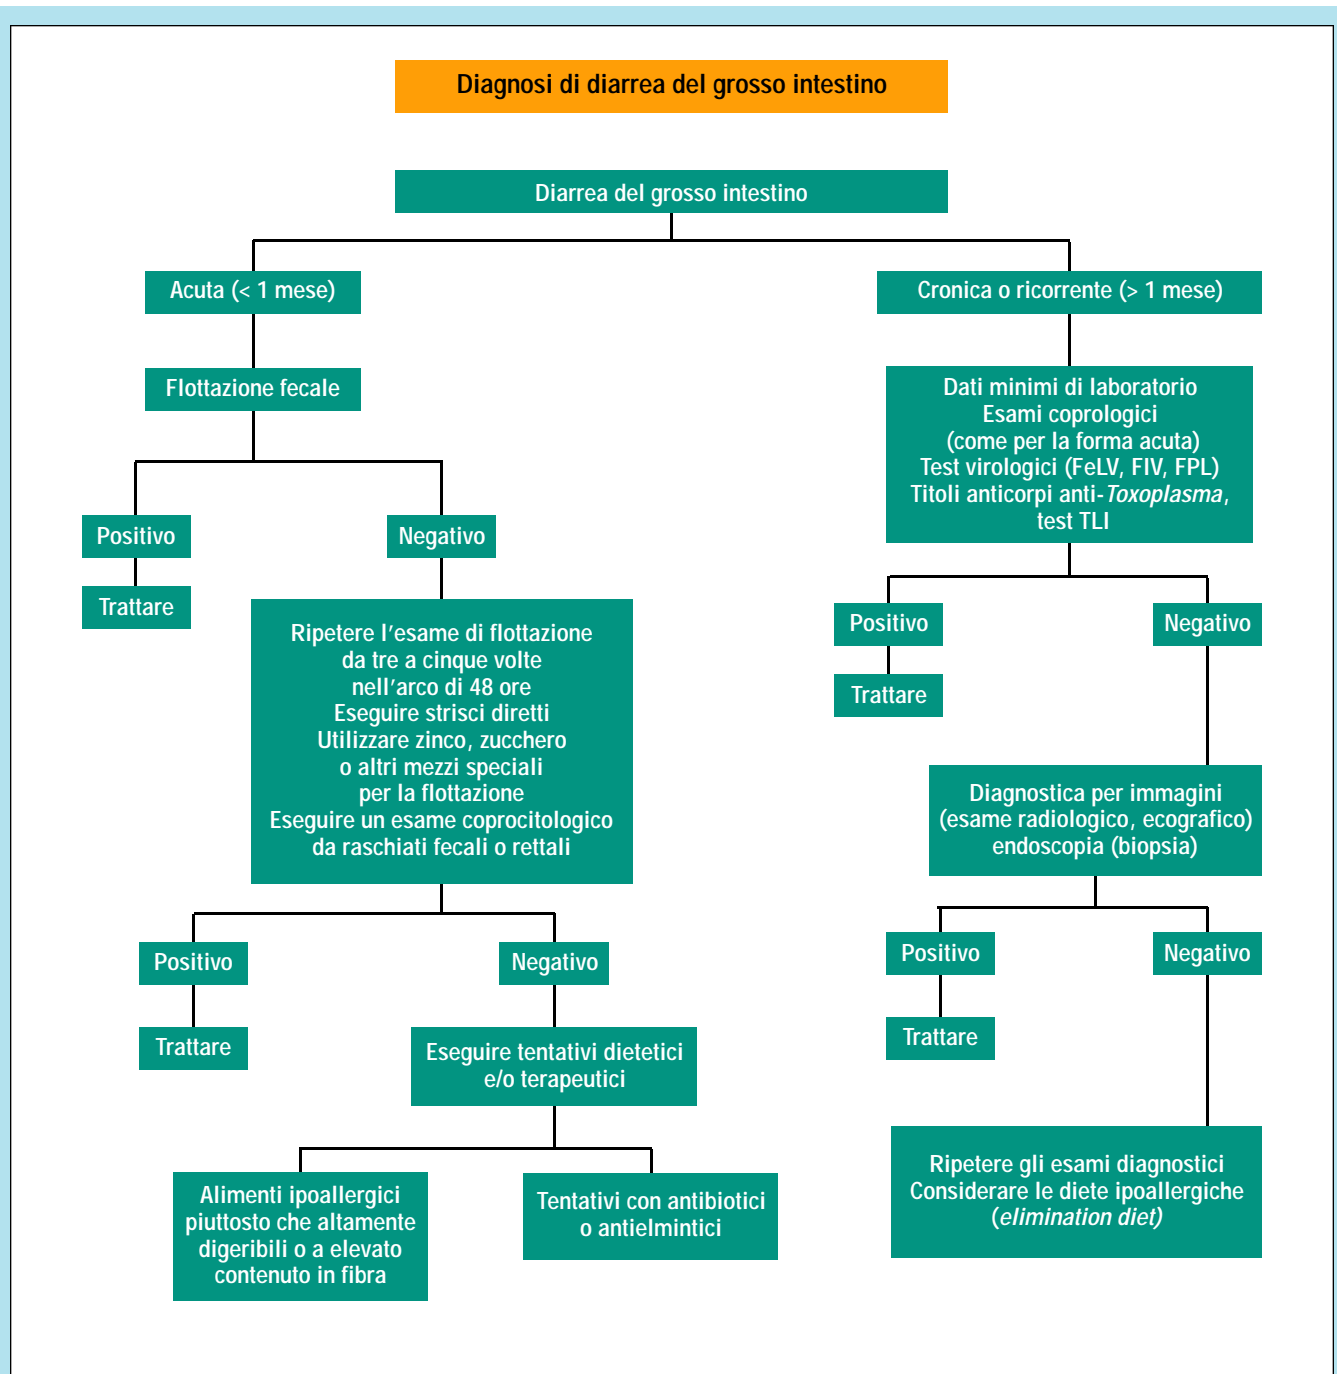 Diagnosi di diarrea del grosso intestino
Diarrea del grosso intestino
Acuta (< 1 mese)
Cronica o ricorrente (> 1 mese)
Flottazione fecale
Dati minimi di laboratorio
Esami coprologici
(come per la forma acuta)
Test virologici (FeLV, FIV, FPL)
Titoli anticorpi anti-Toxoplasma,
test TLI
Positivo
Negativo
Trattare
Ripetere l'esame di flottazione
da tre a cinque volte
nell'arco di 48 ore
Eseguire strisci diretti
Utilizzare zinco, zucchero
o altri mezzi speciali
per la flottazione
Eseguire un esame coprocitologico
da raschiati fecali o rettali
Positivo
Negativo
Trattare
Diagnostica per immagini
(esame radiologico, ecografico)
endoscopia (biopsia)
Positivo
Negativo
Trattare
Eseguire tentativi dietetici
e/o terapeutici
Positivo
Negativo
Trattare
Alimenti ipoallergici
piuttosto che altamente
digeribili o a elevato
contenuto in fibra
Tentativi con antibiotici
o antielmintici
Ripetere gli esami diagnostici
Considerare le diete ipoallergiche
(elimination diet)